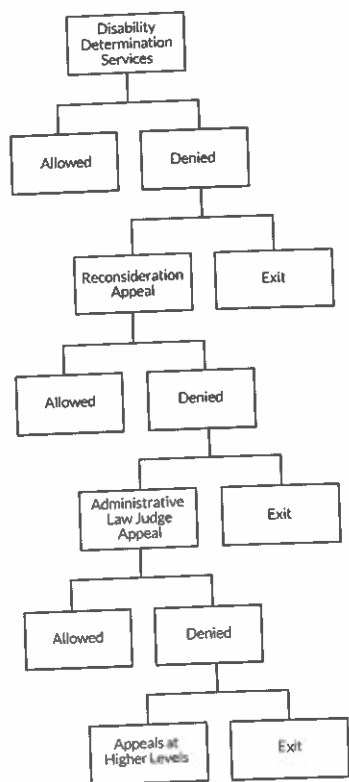 Disability
Determination
Services
Allowed
Denied
Reconsideration
Appeal
Exit
Allowed
Denied
Administrative
Law Judge
Appeal
Exit
Allowed
Denied
Appeals at
Higher Levels
Exit